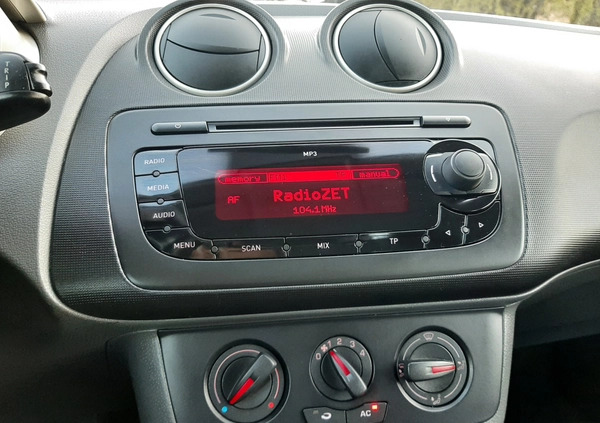 TRIP
MP3
RADIO
MEDIA
AUDIO
MENU
SCAN
MIX
TP
memory
manual
AF
RadioZET
104.1MHz
0 1 2 3 4
AC